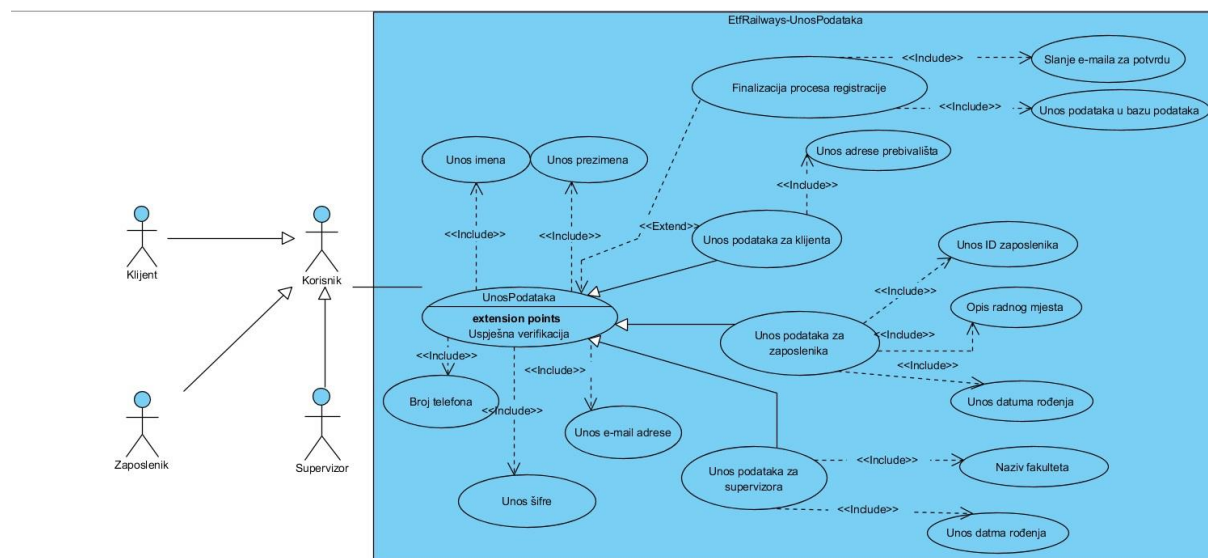 EtfRailways-UnosPodataka
<<Include>>
Slanje e-maila za potvrdu
Finalizacija procesa registracije
<<Include>>
Unos podataka u bazu podataka
Unos imena
Unos prezimena
Unos adrese prebivališta
<<Include>>
<<Include>>
<<Include>>
<<Extend>>
Unos podataka za klijenta
Unos ID zaposlenika
Klijent
Korisnik
<<Include>>
UnosPodataka
extension points
Uspješna verifikacija
Opis radnog mjesta
Unos podataka za
zaposlenika
<<Include>>
<<Include>>
<<Include>>
<<Include>>
Broj telefona
Unos datuma rođenja
<<Include>>
Unos e-mail adrese
Zaposlenik
Supervizor
Unos podataka za
supervizora
<<Include>>
Naziv fakulteta
Unos šifre
<<Include>>
Unos datma rođenja